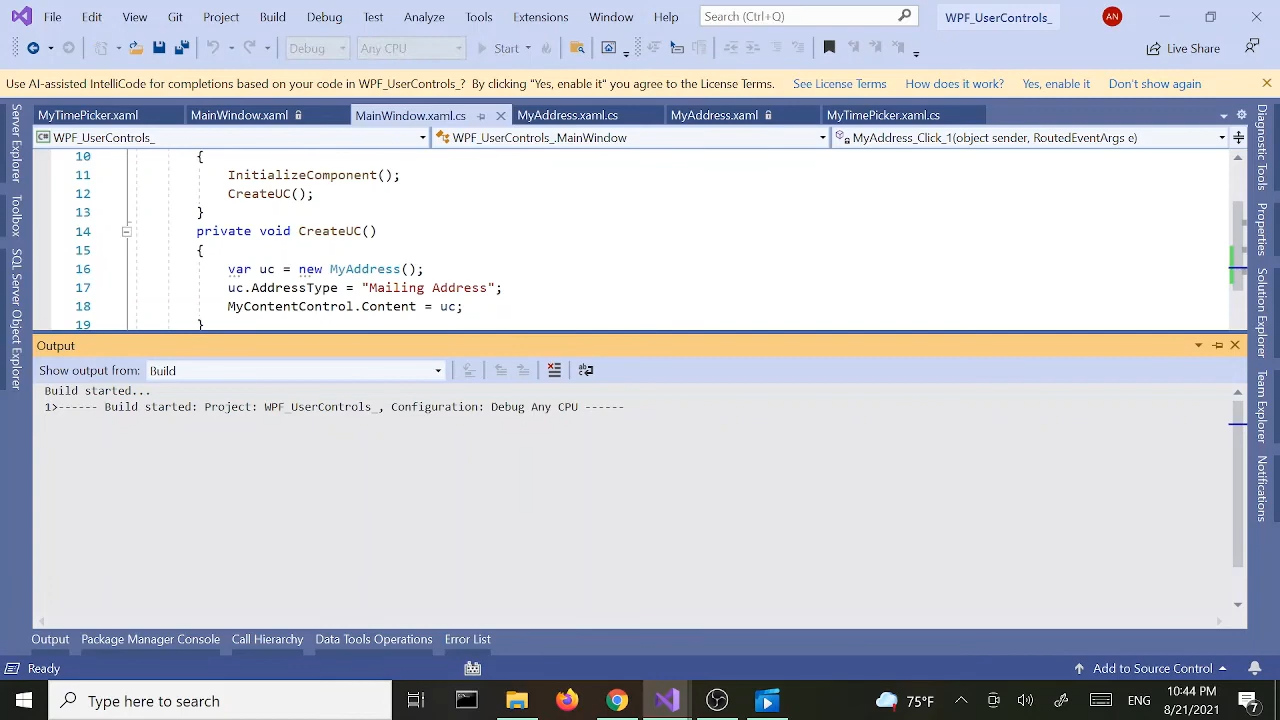 File Edit View Git Project Build Debug Test Analyze Tools Extensions Window Help Search (Ctrl+Q) WPF_UserControls_ AN
Debug Any CPU Start Live Share
Use AI-assisted IntelliCode for completions based on your code in WPF_UserControls_? By clicking "Yes, enable it" you agree to the License Terms. See License Terms How does it work? Yes, enable it Don't show again
MyTimePicker.xaml MainWindow.xaml MainWindow.xaml.cs MyAddress.xaml.cs MyAddress.xaml MyTimePicker.xaml.cs
WPF_UserControls_ WPF_UserControls_.MainWindow MyAddress_Click_1(object sender, RoutedEventArgs e)
Server Explorer
Toolbox
SQL Server Object Explorer
10 {
11 InitializeComponent();
12 CreateUC();
13 }
14 private void CreateUC()
15 {
16 var uc = new MyAddress();
17 uc.AddressType = "Mailing Address";
18 MyContentControl.Content = uc;
19 }
Diagnostic Tools
Properties
Solution Explorer
Team Explorer
Notifications
Output
Show output from: Build
Build started...
1>------ Build started: Project: WPF_UserControls_, Configuration: Debug Any CPU ------
Output Package Manager Console Call Hierarchy Data Tools Operations Error List
Ready Add to Source Control
Type here to search 75°F ENG
8/21/2021 7